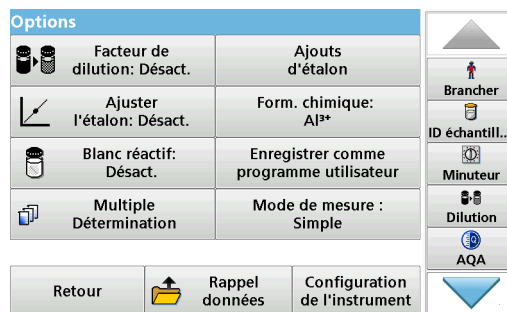 Options
Facteur de
dilution: Désact.
Ajouts
d'étalon
Ajuster
l'étalon: Désact.
Form. chimique:
Al³⁺
Blanc réactif:
Désact.
Enregistrer comme
programme utilisateur
Multiple
Détermination
Mode de mesure :
Simple
Retour
Rappel
données
Configuration
de l'instrument
Brancher
ID échantill..
Minuteur
Dilution
AQA